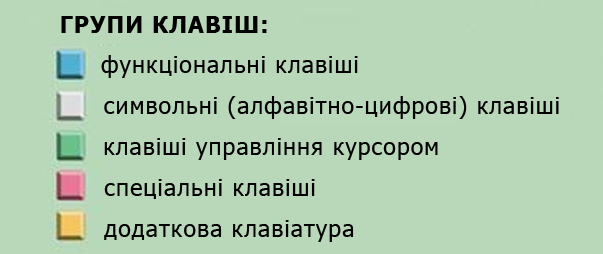 ГРУПИ КЛАВІШ:
функціональні клавіші
символьні (алфавітно-цифрові) клавіші
клавіші управління курсором
спеціальні клавіші
додаткова клавіатура